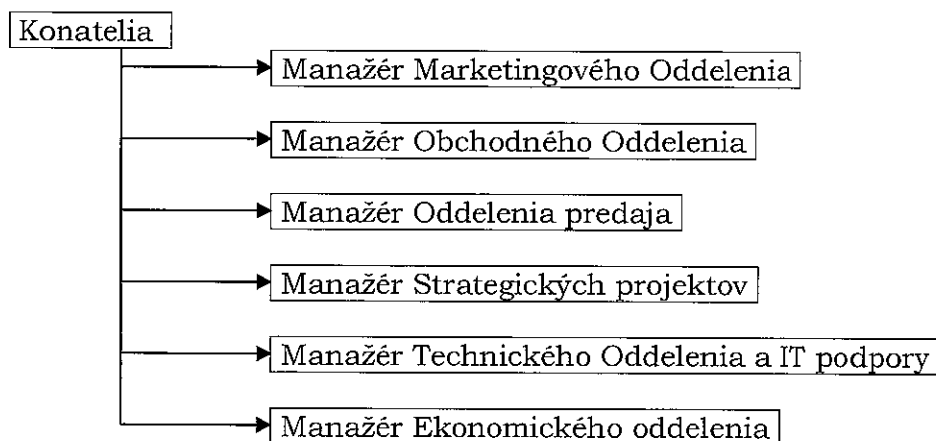 Konatelia
Manažér Marketingového Oddelenia
Manažér Obchodného Oddelenia
Manažér Oddelenia predaja
Manažér Strategických projektov
Manažér Technického Oddelenia a IT podpory
Manažér Ekonomického oddelenia